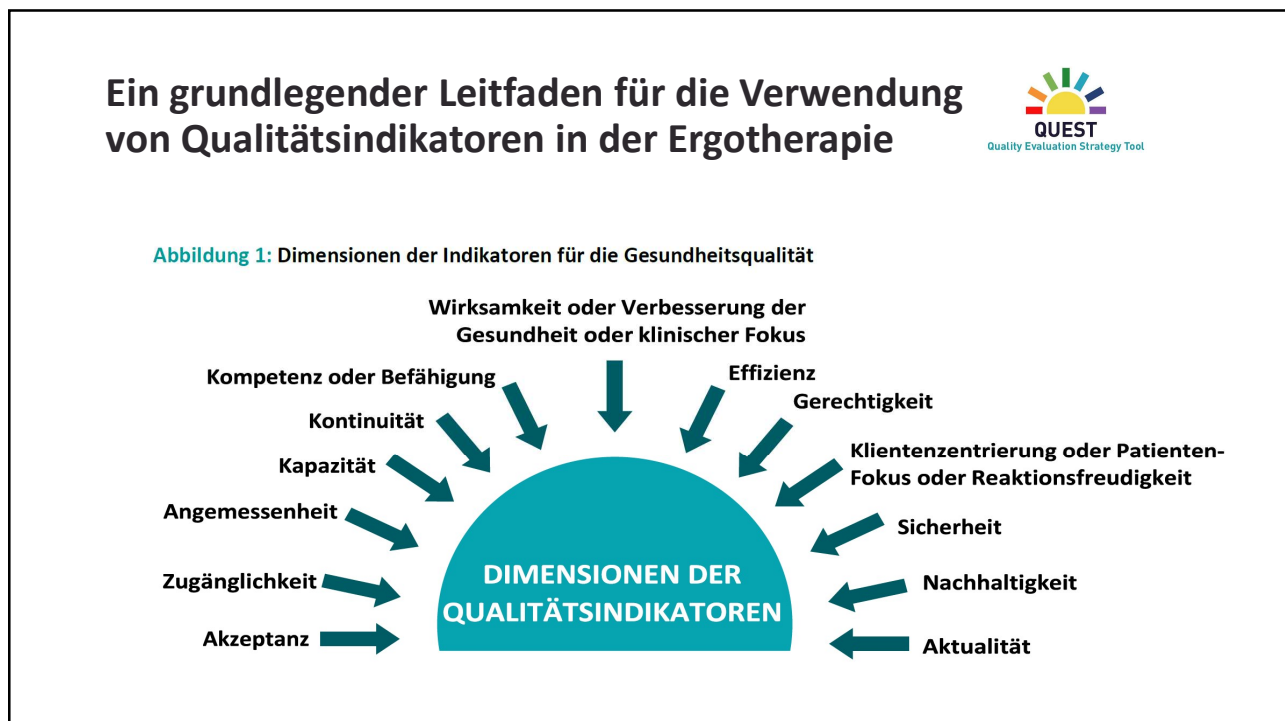 Ein grundlegender Leitfaden für die Verwendung
von Qualitätsindikatoren in der Ergotherapie
QUEST
Quality Evaluation Strategy Tool
Abbildung 1: Dimensionen der Indikatoren für die Gesundheitsqualität
Wirksamkeit oder Verbesserung der
Gesundheit oder klinischer Fokus
Kompetenz oder Befähigung
Kontinuität
Kapazität
Angemessenheit
Zugänglichkeit
Akzeptanz
Effizienz
Gerechtigkeit
Klientenzentrierung oder Patienten-
Fokus oder Reaktionsfreudigkeit
Sicherheit
Nachhaltigkeit
Aktualität
DIMENSIONEN DER
QUALITÄTSINDIKATOREN